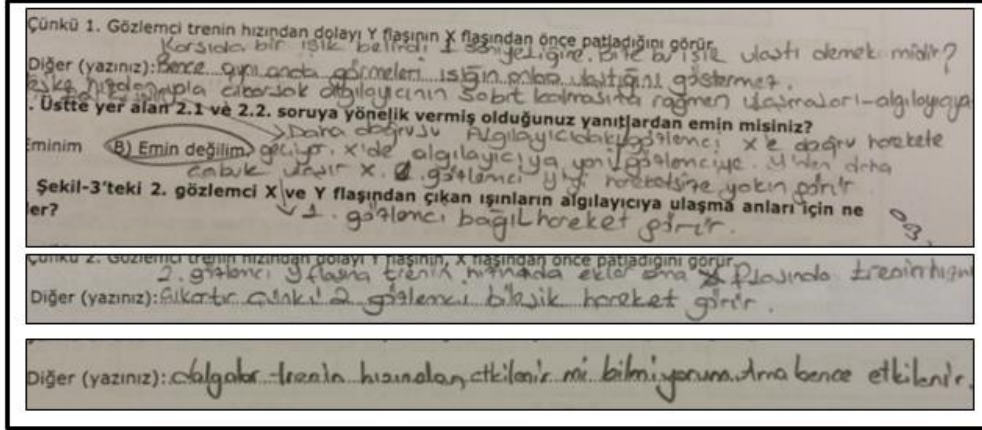 Çünkü 1. Gözlemci trenin hızından dolayı Y flaşının X flaşından önce patladığını görür.
Karşıda bir ışık belirdi 1 saniyeliğine. Bize bu ışık ulaştı demek midir?
Diğer (yazınız): Bence aynı anda görmeleri ışığın onlara ulaştığını göstermez.
algılayıcının sabit kalmasına rağmen ulaşmaları-algılayıcıya
. Üstte yer alan 2.1 ve 2.2. soruya yönelik vermiş olduğunuz yanıtlardan emin misiniz?
Daha doğrusu Algılayıcıdaki gözlemci X'e doğru harekete
Eminim B) Emin değilim geçiyor. X'de algılayıcıya yani gözlemciye. Y'den daha
çabuk ulaşır X. 2. gözlemci Y'yi hareketsize yakın görür
Şekil-3'teki 2. gözlemci X ve Y flaşından çıkan ışınların algılayıcıya ulaşma anları için ne
er?
1. gözlemci bağıl hareket görür.
Çünkü 2. Gözlemci trenin hızından dolayı Y flaşının, X flaşından önce patladığını görür.
2. gözlemci Y flaşına trenin hızınıda ekler ama X flaşında trenin hızını
Diğer (yazınız): çıkartır çünkü 2 gözlemci bileşik hareket görür.
Diğer (yazınız): dalgalar trenin hızından etkilenir mi bilmiyorum. Ama bence etkilenir.